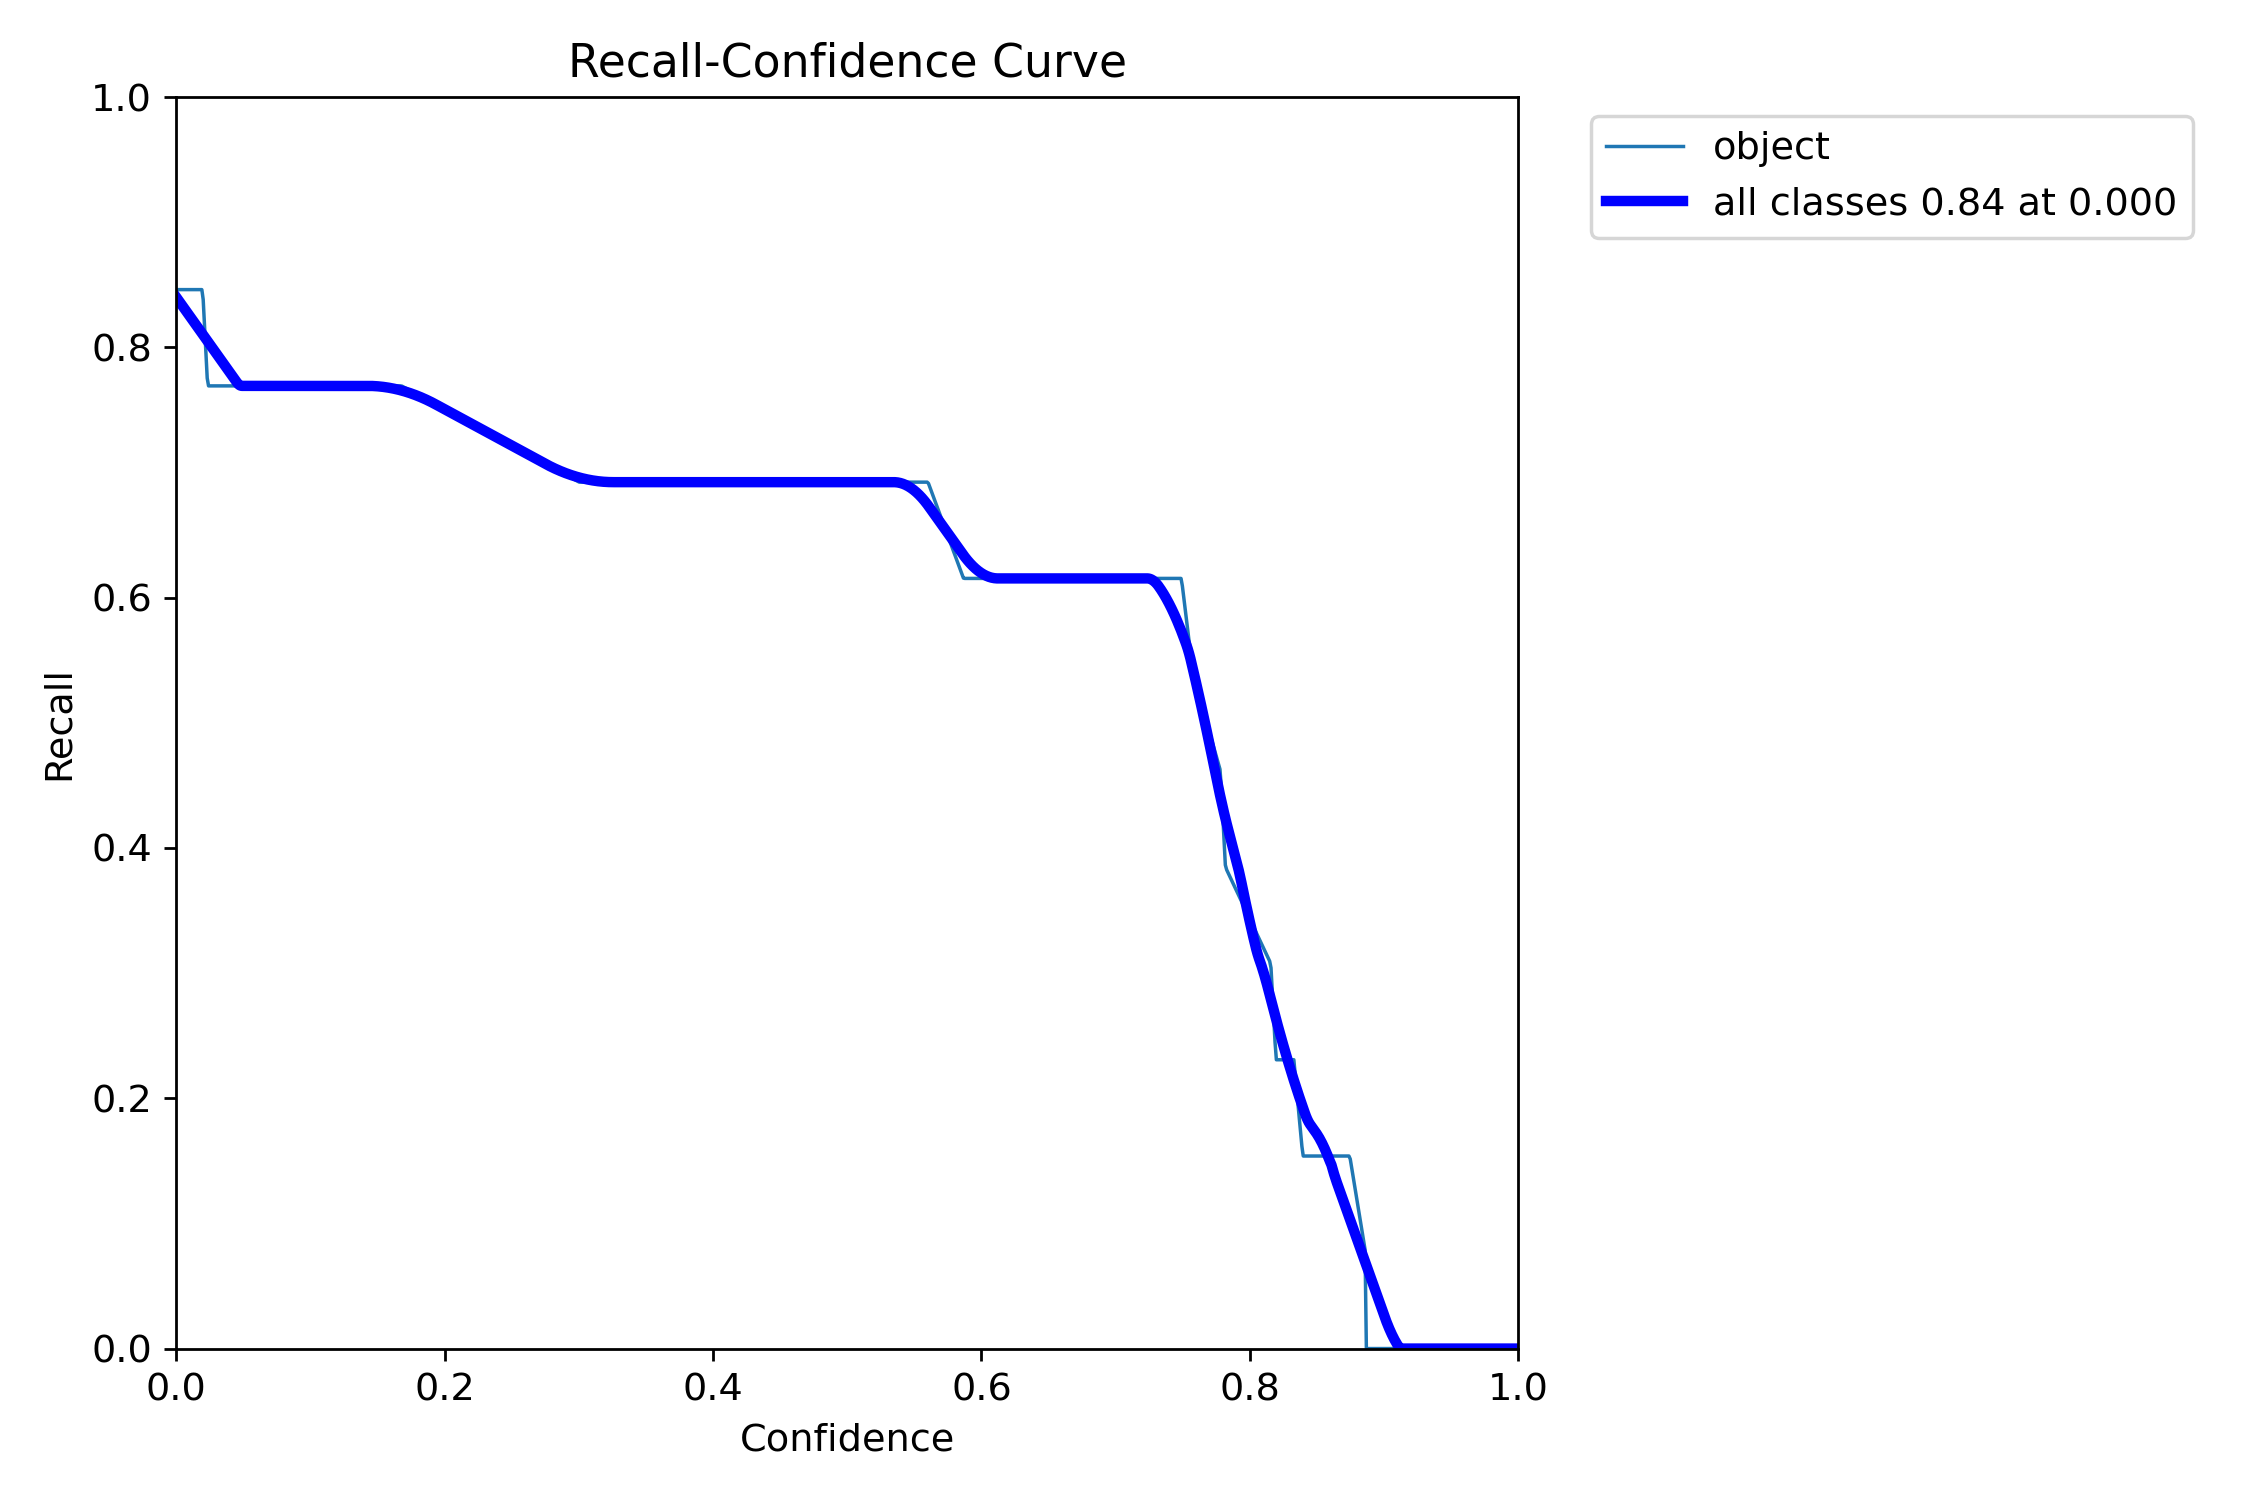 Recall-Confidence Curve
1.0
0.8
0.6
0.4
0.2
0.0
Recall
0.0 0.2 0.4 0.6 0.8 1.0
Confidence
object
all classes 0.84 at 0.000